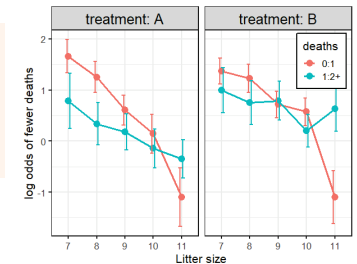 treatment: A
treatment: B
deaths
0:1
1:2+
log odds of fewer deaths
2
1
0
-1
7 8 9 10 11
7 8 9 10 11
Litter size